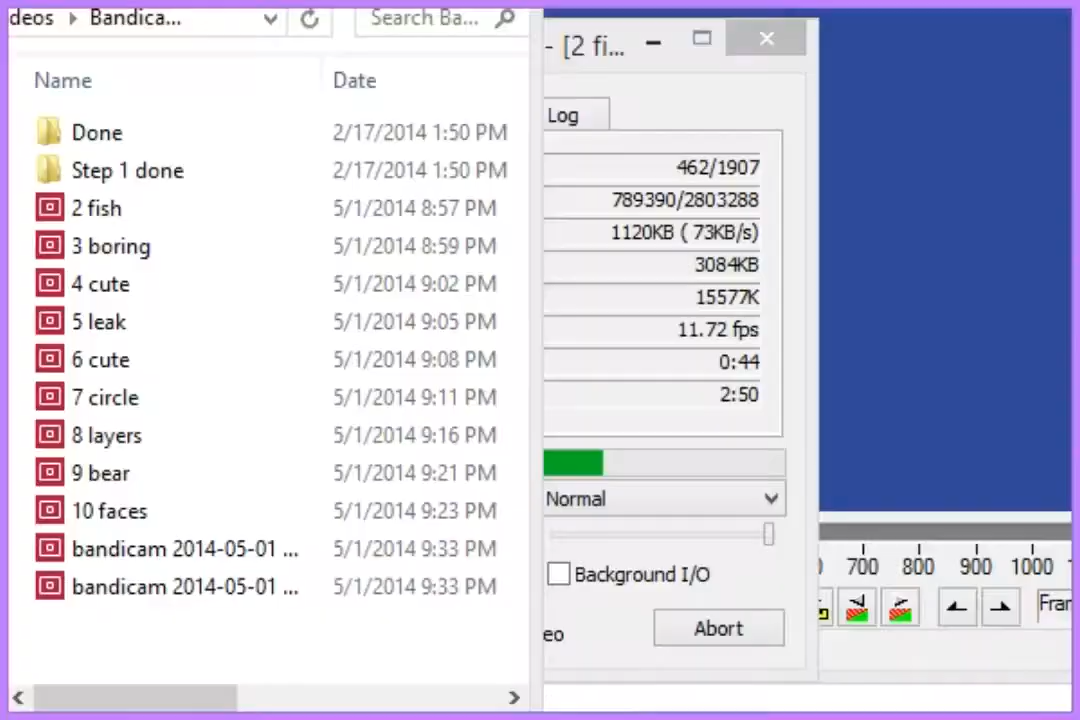 deos Bandica... Search Ba...
Name Date
Done 2/17/2014 1:50 PM
Step 1 done 2/17/2014 1:50 PM
2 fish 5/1/2014 8:57 PM
3 boring 5/1/2014 8:59 PM
4 cute 5/1/2014 9:02 PM
5 leak 5/1/2014 9:05 PM
6 cute 5/1/2014 9:08 PM
7 circle 5/1/2014 9:11 PM
8 layers 5/1/2014 9:16 PM
9 bear 5/1/2014 9:21 PM
10 faces 5/1/2014 9:23 PM
bandicam 2014-05-01 ... 5/1/2014 9:33 PM
bandicam 2014-05-01 ... 5/1/2014 9:33 PM
- [2 fi...
Log
462/1907
789390/2803288
1120KB ( 73KB/s)
3084KB
15577K
11.72 fps
0:44
2:50
Normal
Background I/O
eo
Abort
700 800 900 1000
Fran